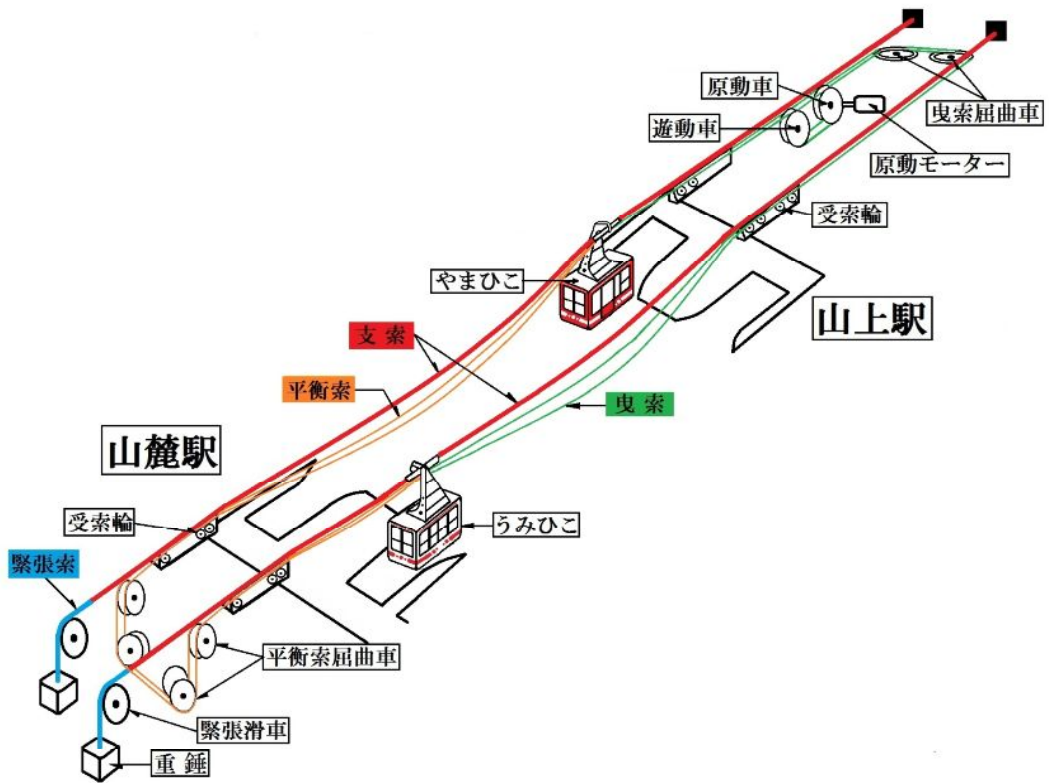 原動車
曳索屈曲車
遊動車
原動モーター
受索輪
やまひこ
山上駅
支索
平衡索
曳索
山麓駅
受索輪
うみひこ
緊張索
平衡索屈曲車
緊張滑車
重錘